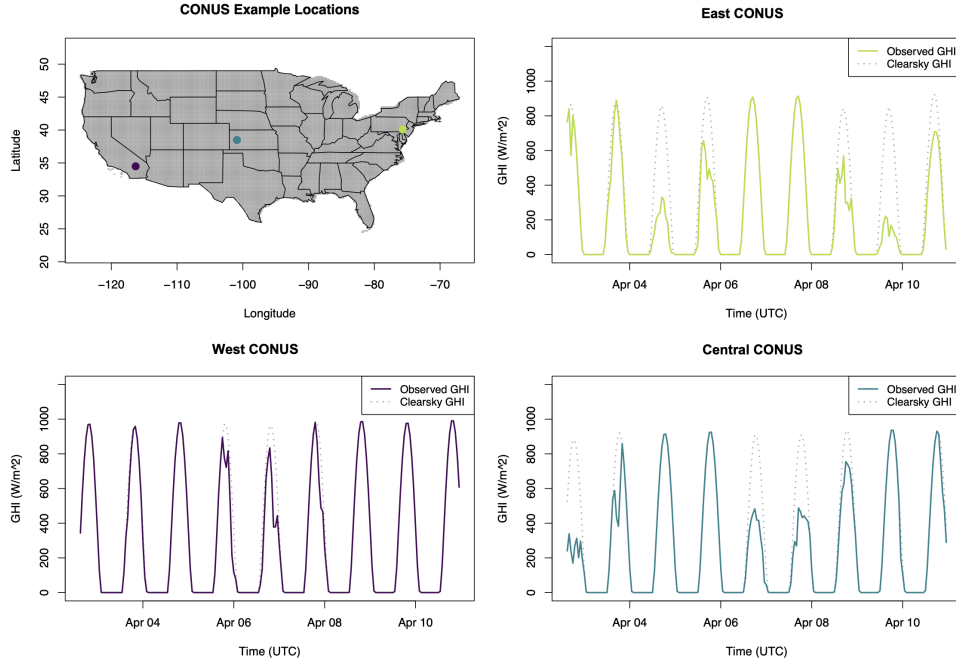 CONUS Example Locations
Latitude
50
45
40
35
30
25
20
−120
−110
−100
−90
−80
−70
Longitude
East CONUS
Observed GHI
Clearsky GHI
GHI (W/m^2)
1000
800
600
400
200
0
Apr 04
Apr 06
Apr 08
Apr 10
Time (UTC)
West CONUS
Observed GHI
Clearsky GHI
GHI (W/m^2)
1000
800
600
400
200
0
Apr 04
Apr 06
Apr 08
Apr 10
Time (UTC)
Central CONUS
Observed GHI
Clearsky GHI
GHI (W/m^2)
1000
800
600
400
200
0
Apr 04
Apr 06
Apr 08
Apr 10
Time (UTC)